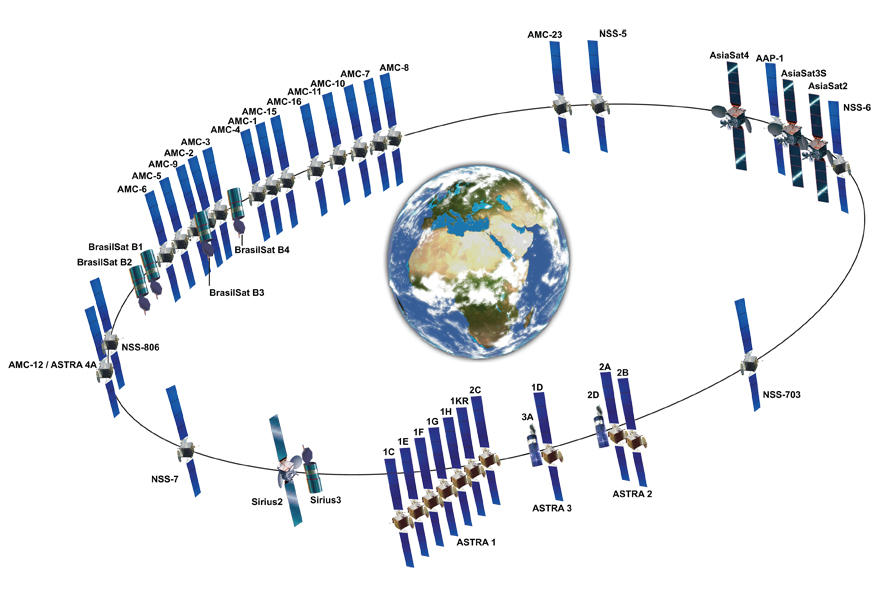 AMC-23
NSS-5
AsiaSat4
AAP-1
AsiaSat3S
AsiaSat2
NSS-6
AMC-8
AMC-7
AMC-10
AMC-11
AMC-16
AMC-15
AMC-1
AMC-4
AMC-3
AMC-2
AMC-9
AMC-5
AMC-6
BrasilSat B1
BrasilSat B2
BrasilSat B4
BrasilSat B3
NSS-806
AMC-12 / ASTRA 4A
NSS-7
Sirius2
Sirius3
1C
1E
1F
1G
1H
1KR
2C
ASTRA 1
3A
1D
ASTRA 3
2D
2A
2B
ASTRA 2
NSS-703